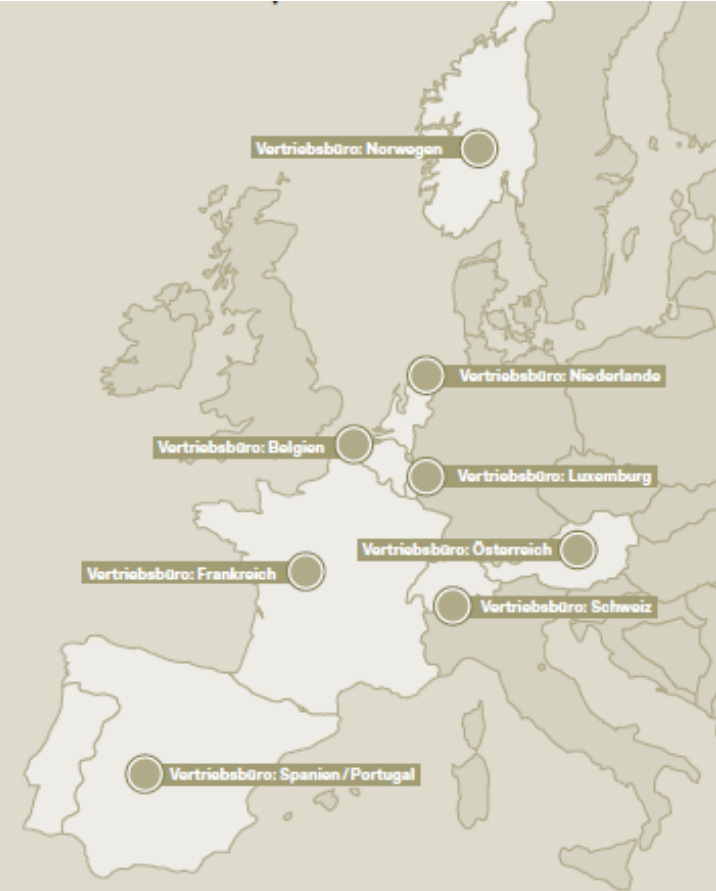 Vertriebsbüro: Norwegen
Vertriebsbüro: Niederlande
Vertriebsbüro: Belgien
Vertriebsbüro: Luxemburg
Vertriebsbüro: Österreich
Vertriebsbüro: Frankreich
Vertriebsbüro: Schweiz
Vertriebsbüro: Spanien / Portugal